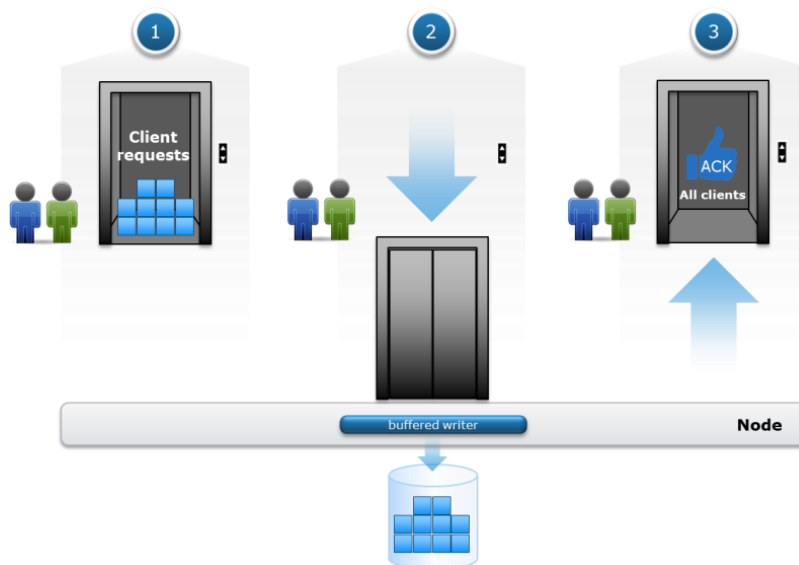 1
2
3
Client
requests
ACK
All clients
buffered writer
Node